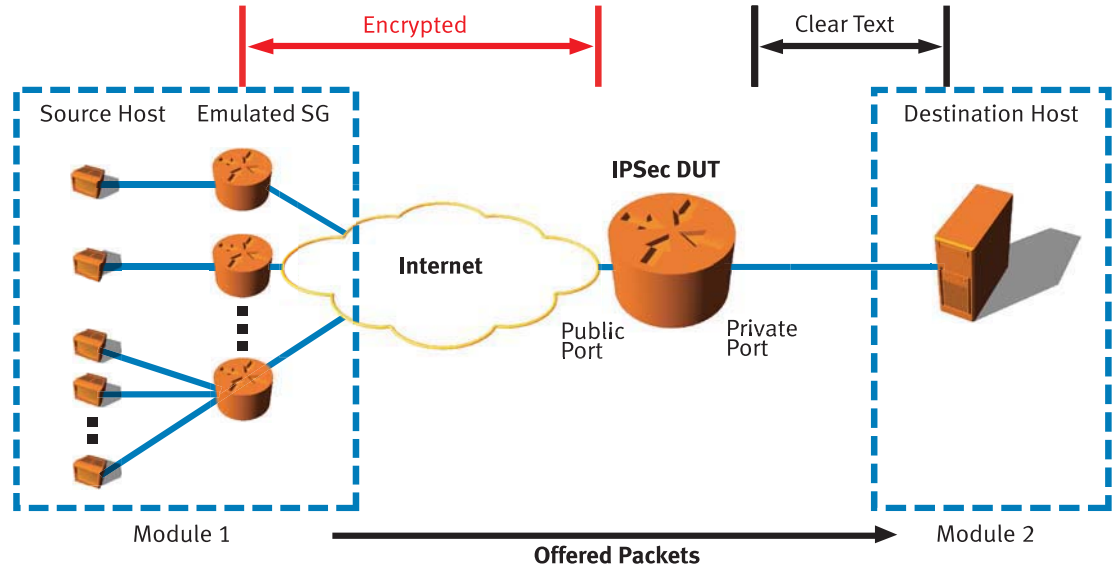 Encrypted
Clear Text
Source Host
Emulated SG
Destination Host
IPSec DUT
Internet
Public
Port
Private
Port
Module 1
Module 2
Offered Packets